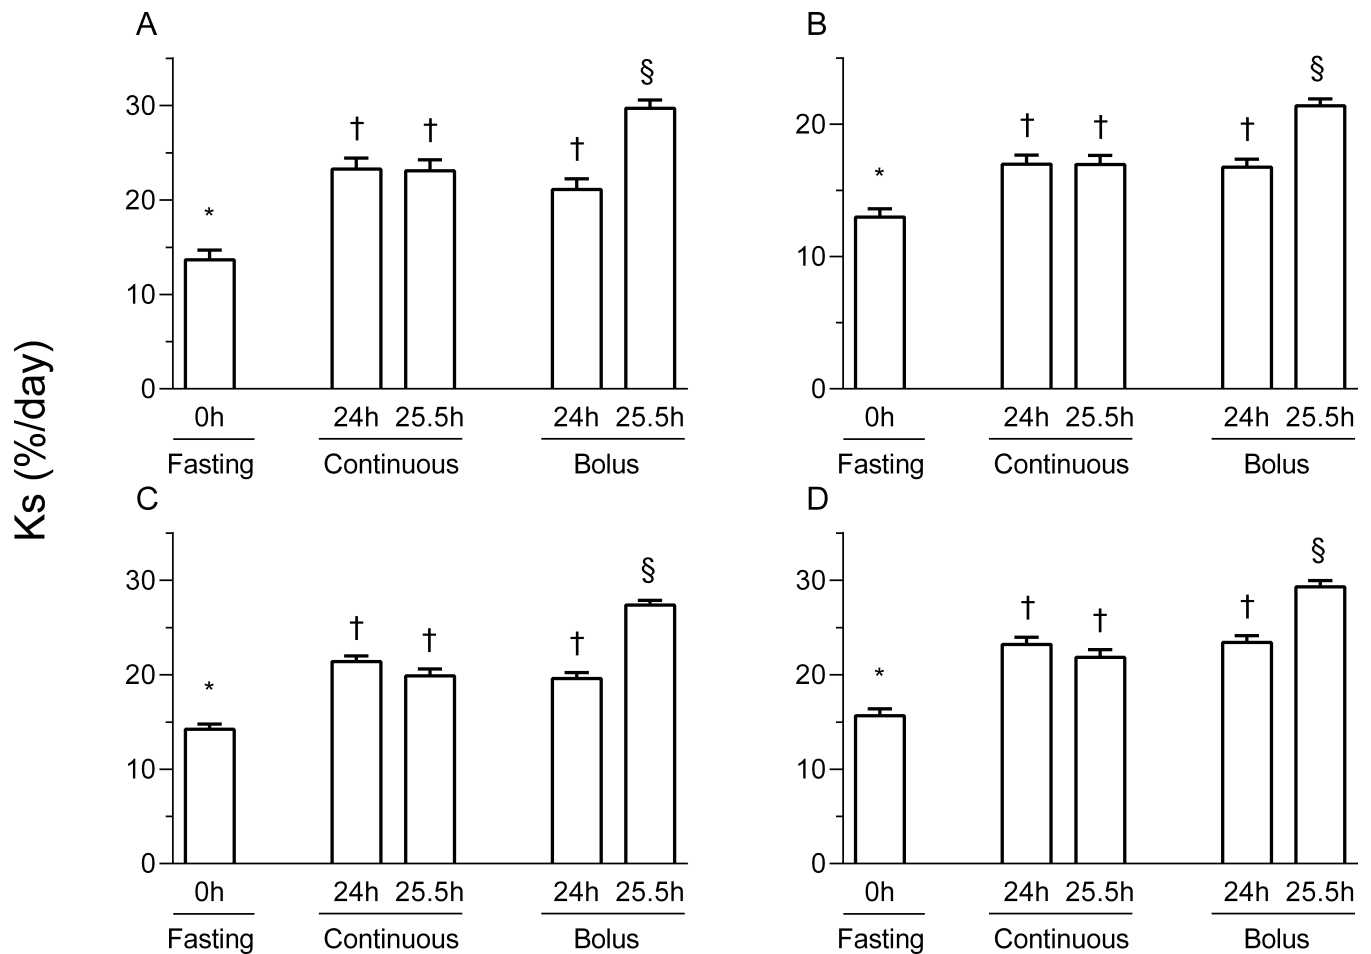 Ks (%/day)
A
30
20
10
0
*
†
†
†
§
0h 24h 25.5h 24h 25.5h
Fasting Continuous Bolus
B
20
10
0
*
†
†
†
§
0h 24h 25.5h 24h 25.5h
Fasting Continuous Bolus
C
30
20
10
0
*
†
†
†
§
0h 24h 25.5h 24h 25.5h
Fasting Continuous Bolus
D
30
20
10
0
*
†
†
†
§
0h 24h 25.5h 24h 25.5h
Fasting Continuous Bolus